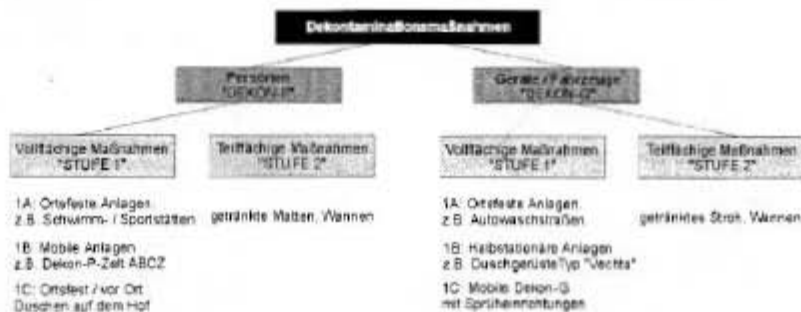 Dekontaminationsmaßnahmen
Personen
"DEKON-P"
Geräte / Fahrzeuge
"DEKON-G"
Vollflächige Maßnahmen
"STUFE 1"
Teilflächige Maßnahmen
"STUFE 2"
Vollflächige Maßnahmen
"STUFE 1"
Teilflächige Maßnahmen
"STUFE 2"
1A: Ortsfeste Anlagen
z.B. Schwimm- / Sportstätten
getränkte Matten, Wannen
1B: Mobile Anlagen
z.B. Dekon-P-Zelt ABCZ
1C: Ortsfest / vor Ort
Duschen auf dem Hof
1A: Ortsfeste Anlagen
z.B. Autowaschstraßen
getränktes Stroh, Wannen
1B: Halbstationäre Anlagen
z.B. Duschgerüste Typ "Vechta"
1C: Mobile Dekon-G
mit Sprüheinrichtungen